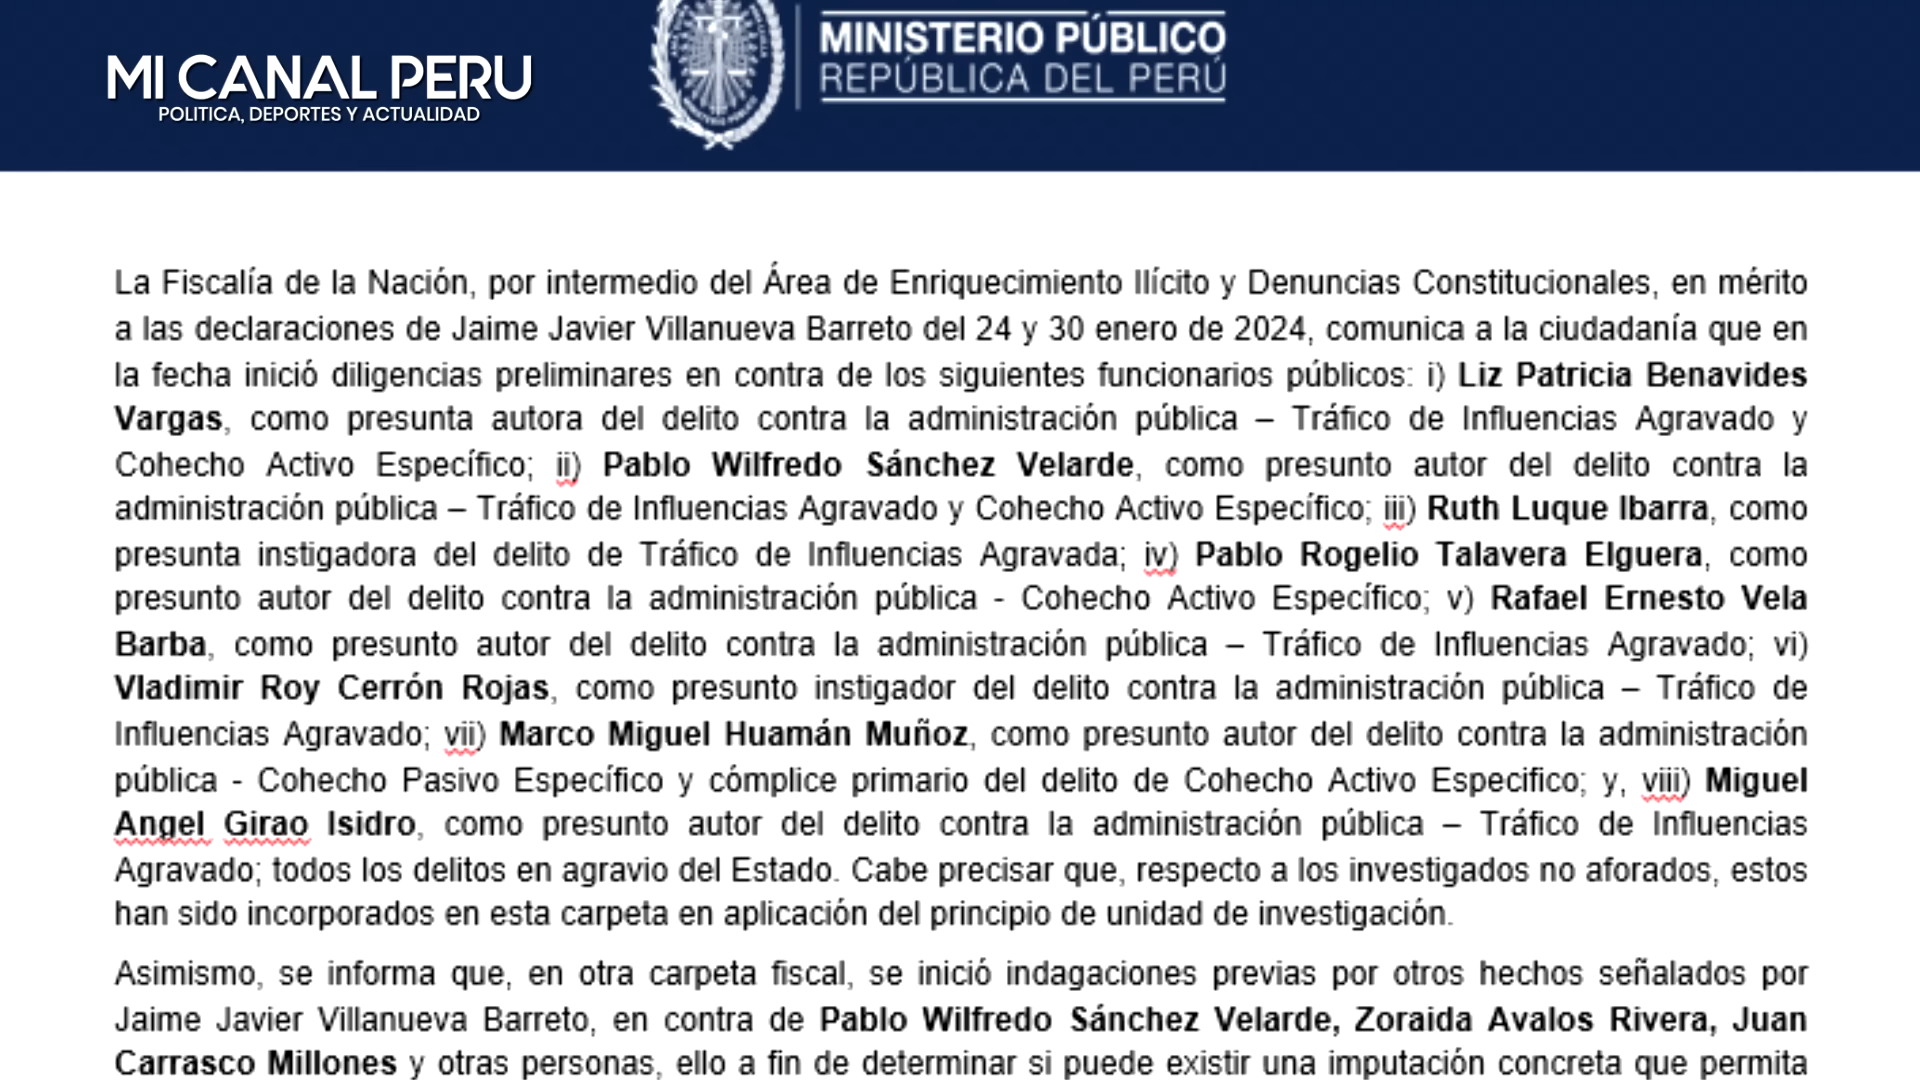 MI CANAL PERU
POLITICA, DEPORTES Y ACTUALIDAD
MINISTERIO PÚBLICO
REPÚBLICA DEL PERÚ
La Fiscalía de la Nación, por intermedio del Área de Enriquecimiento Ilícito y Denuncias Constitucionales, en mérito
a las declaraciones de Jaime Javier Villanueva Barreto del 24 y 30 enero de 2024, comunica a la ciudadanía que en
la fecha inició diligencias preliminares en contra de los siguientes funcionarios públicos: i) Liz Patricia Benavides
Vargas, como presunta autora del delito contra la administración pública – Tráfico de Influencias Agravado y
Cohecho Activo Específico; ii) Pablo Wilfredo Sánchez Velarde, como presunto autor del delito contra la
administración pública – Tráfico de Influencias Agravado y Cohecho Activo Específico; iii) Ruth Luque Ibarra, como
presunta instigadora del delito de Tráfico de Influencias Agravada; iv) Pablo Rogelio Talavera Elguera, como
presunto autor del delito contra la administración pública - Cohecho Activo Específico; v) Rafael Ernesto Vela
Barba, como presunto autor del delito contra la administración pública – Tráfico de Influencias Agravado; vi)
Vladimir Roy Cerrón Rojas, como presunto instigador del delito contra la administración pública – Tráfico de
Influencias Agravado; vii) Marco Miguel Huamán Muñoz, como presunto autor del delito contra la administración
pública - Cohecho Pasivo Específico y cómplice primario del delito de Cohecho Activo Especifico; y, viii) Miguel
Angel Girao Isidro, como presunto autor del delito contra la administración pública – Tráfico de Influencias
Agravado; todos los delitos en agravio del Estado. Cabe precisar que, respecto a los investigados no aforados, estos
han sido incorporados en esta carpeta en aplicación del principio de unidad de investigación.
Asimismo, se informa que, en otra carpeta fiscal, se inició indagaciones previas por otros hechos señalados por
Jaime Javier Villanueva Barreto, en contra de Pablo Wilfredo Sánchez Velarde, Zoraida Avalos Rivera, Juan
Carrasco Millones y otras personas, ello a fin de determinar si puede existir una imputación concreta que permita